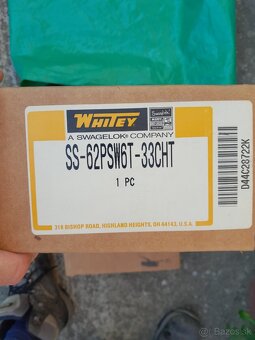 WHITEY
A SWAGELOK COMPANY
SS-62PSW6T-33CHT
1 PC
D44C28722K
318 BISHOP ROAD, HIGHLAND HEIGHTS, OH 44143, U.S.A.
bazos.sk